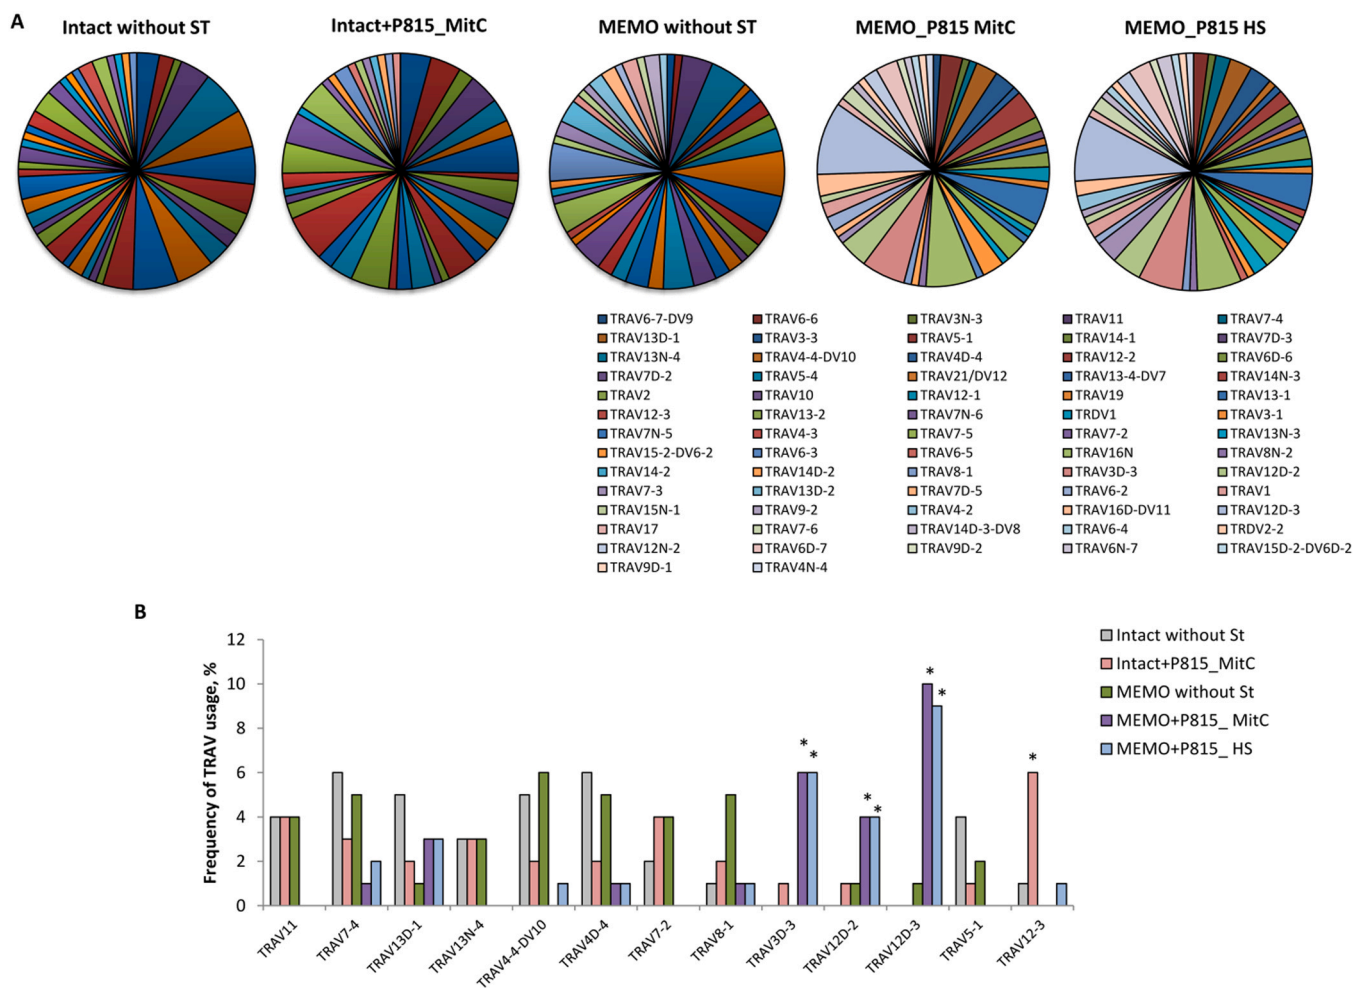 A
Intact without ST
Intact+P815_MitC
MEMO without ST
MEMO_P815 MitC
MEMO_P815 HS
TRAV6-7-DV9 TRAV6-6 TRAV3N-3 TRAV11 TRAV7-4
TRAV13D-1 TRAV3-3 TRAV5-1 TRAV14-1 TRAV7D-3
TRAV13N-4 TRAV4-4-DV10 TRAV4D-4 TRAV12-2 TRAV6D-6
TRAV7D-2 TRAV5-4 TRAV21/DV12 TRAV13-4-DV7 TRAV14N-3
TRAV2 TRAV10 TRAV12-1 TRAV19 TRAV13-1
TRAV12-3 TRAV13-2 TRAV7N-6 TRDV1 TRAV3-1
TRAV7N-5 TRAV4-3 TRAV7-5 TRAV7-2 TRAV13N-3
TRAV15-2-DV6-2 TRAV6-3 TRAV6-5 TRAV16N TRAV8N-2
TRAV14-2 TRAV14D-2 TRAV8-1 TRAV3D-3 TRAV12D-2
TRAV7-3 TRAV13D-2 TRAV7D-5 TRAV6-2 TRAV1
TRAV15N-1 TRAV9-2 TRAV4-2 TRAV16D-DV11 TRAV12D-3
TRAV17 TRAV7-6 TRAV14D-3-DV8 TRAV6-4 TRDV2-2
TRAV12N-2 TRAV6D-7 TRAV9D-2 TRAV6N-7 TRAV15D-2-DV6D-2
TRAV9D-1 TRAV4N-4
B
Frequency of TRAV usage, %
12
10
8
6
4
2
0
* * * * * * *
TRAV11 TRAV7-4 TRAV13D-1 TRAV13N-4 TRAV4-4-DV10 TRAV4D-4 TRAV7-2 TRAV8-1 TRAV3D-3 TRAV12D-2 TRAV12D-3 TRAV5-1 TRAV12-3
Intact without St
Intact+P815_MitC
MEMO without St
MEMO+P815_ MitC
MEMO+P815_ HS